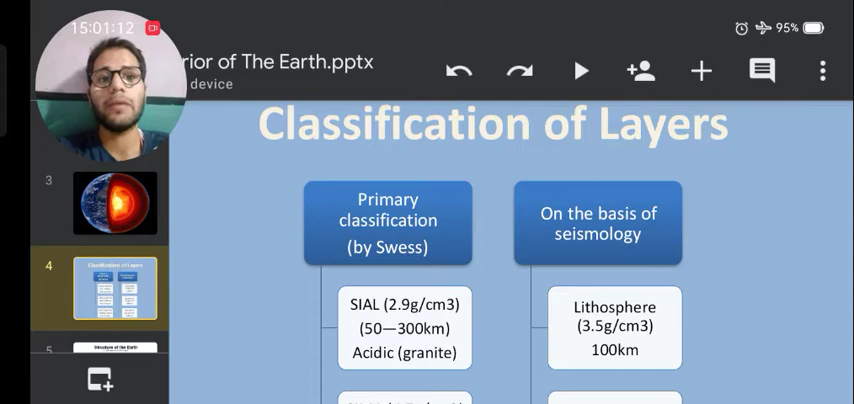 15:01:12
95%
rior of The Earth.pptx
device
Classification of Layers
3
4
Classification of Layers
5
Structure of the Earth
Primary
classification
(by Swess)
On the basis of
seismology
SIAL (2.9g/cm3)
(50—300km)
Acidic (granite)
Lithosphere
(3.5g/cm3)
100km